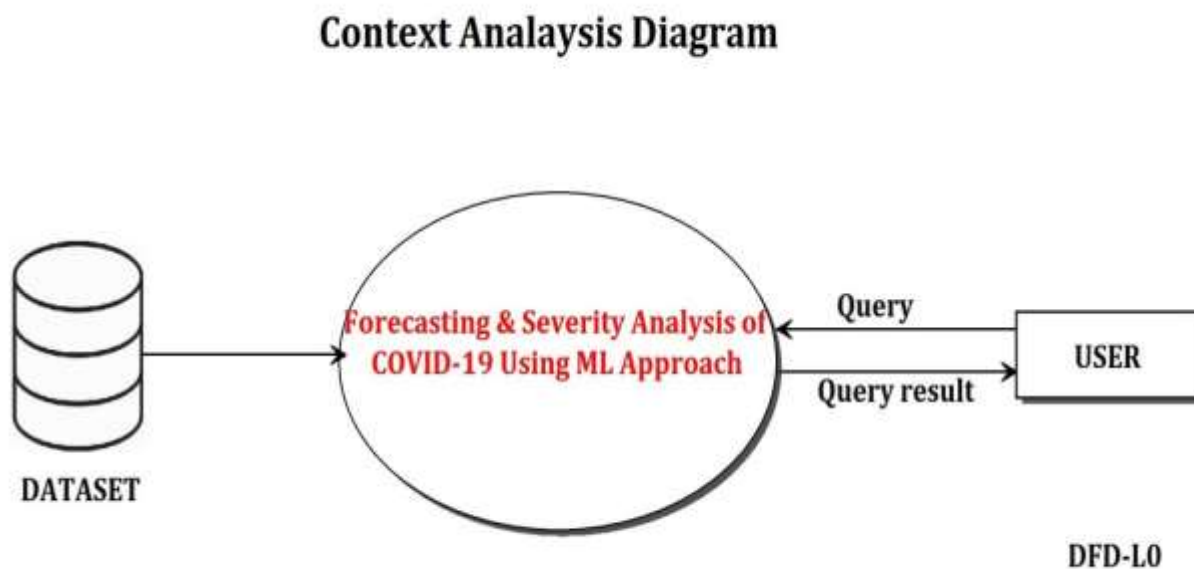 Context Analaysis Diagram
Forecasting & Severity Analysis of
COVID-19 Using ML Approach
Query
Query result
USER
DATASET
DFD-L0